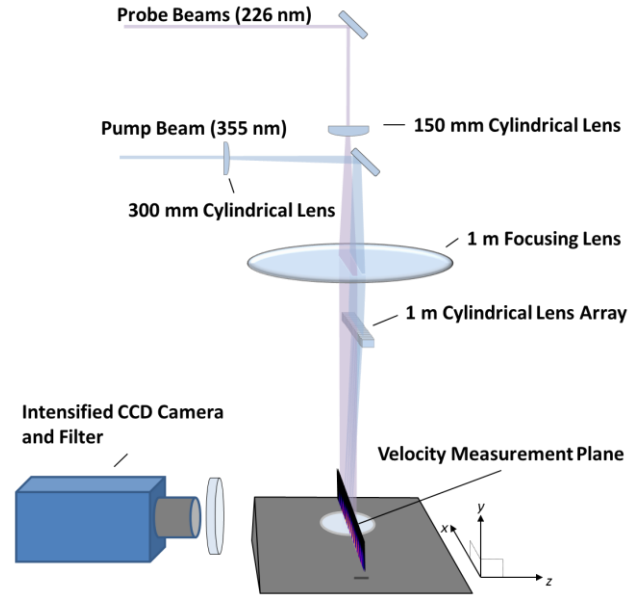 Probe Beams (226 nm)
150 mm Cylindrical Lens
Pump Beam (355 nm)
300 mm Cylindrical Lens
1 m Focusing Lens
1 m Cylindrical Lens Array
Intensified CCD Camera
and Filter
Velocity Measurement Plane
y
x
z